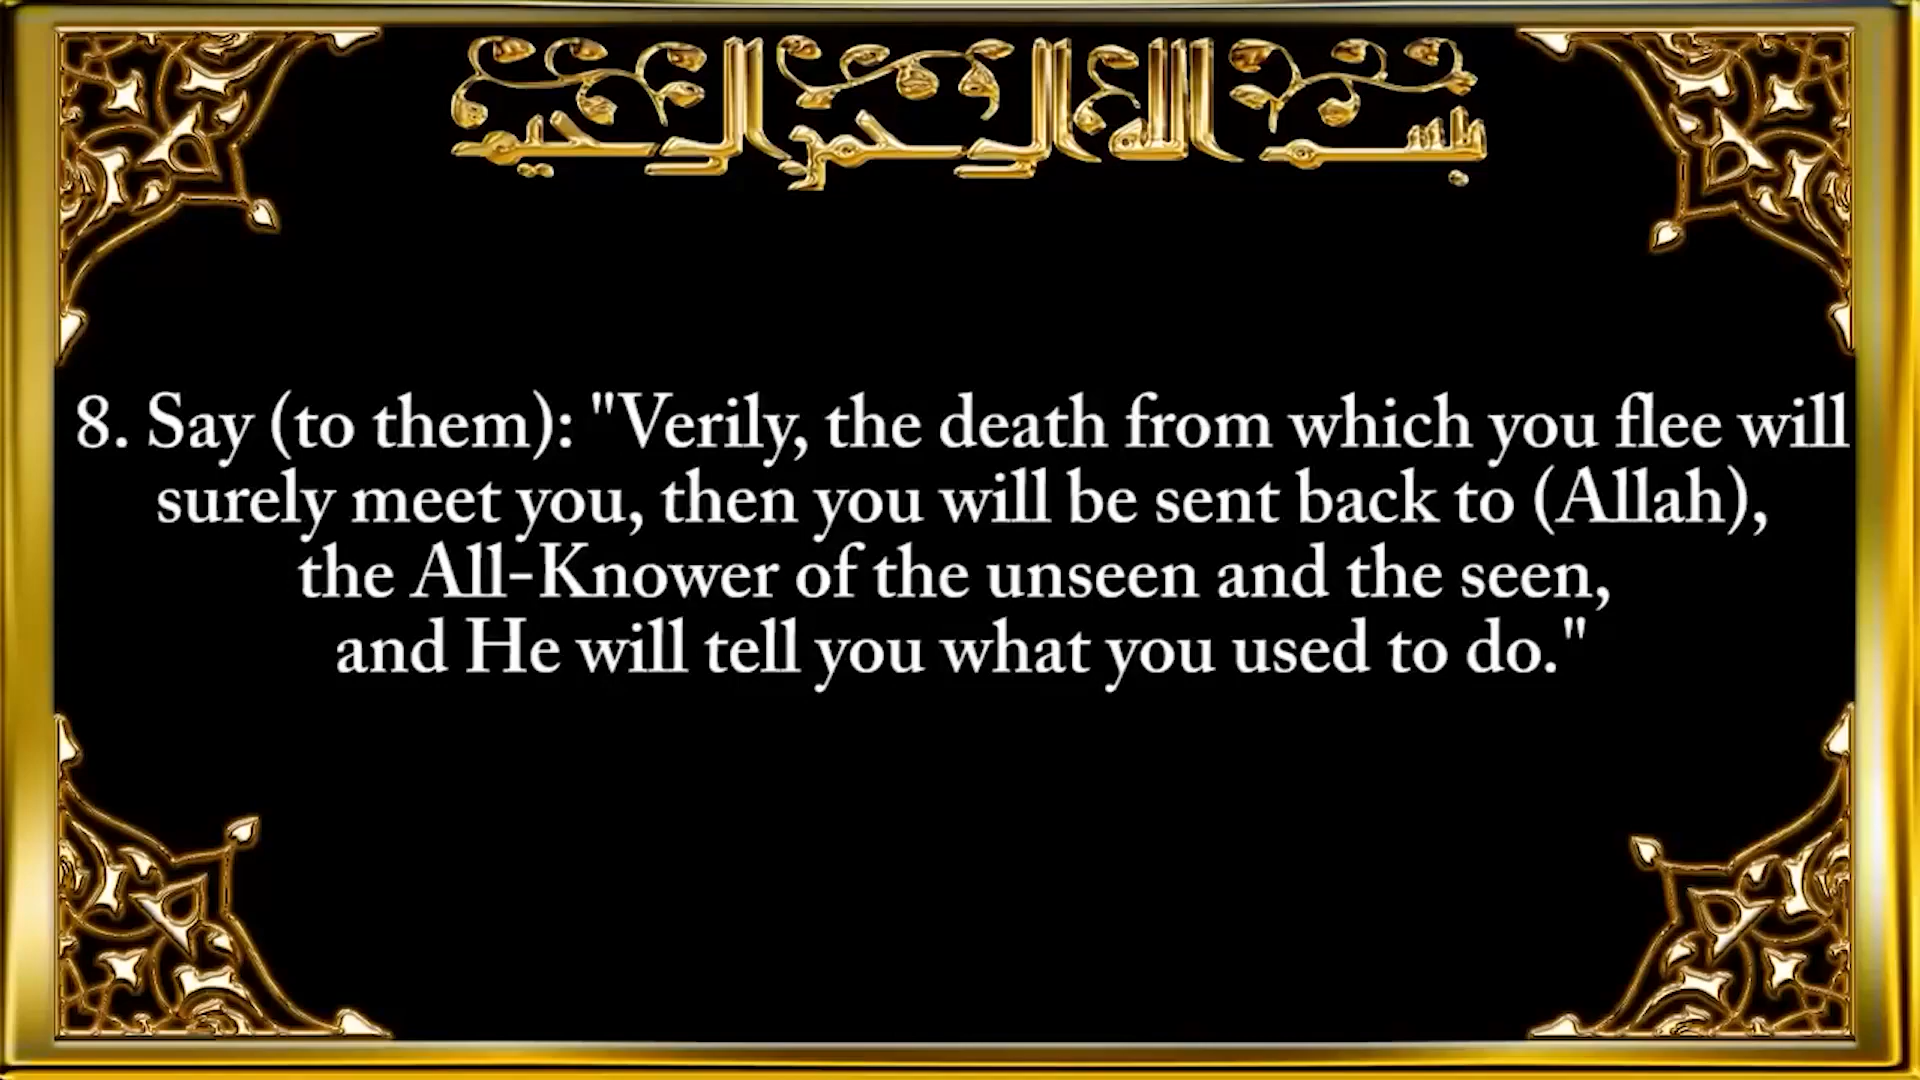 بسم الله الرحمن الرحيم
8. Say (to them): "Verily, the death from which you flee will
surely meet you, then you will be sent back to (Allah),
the All-Knower of the unseen and the seen,
and He will tell you what you used to do."